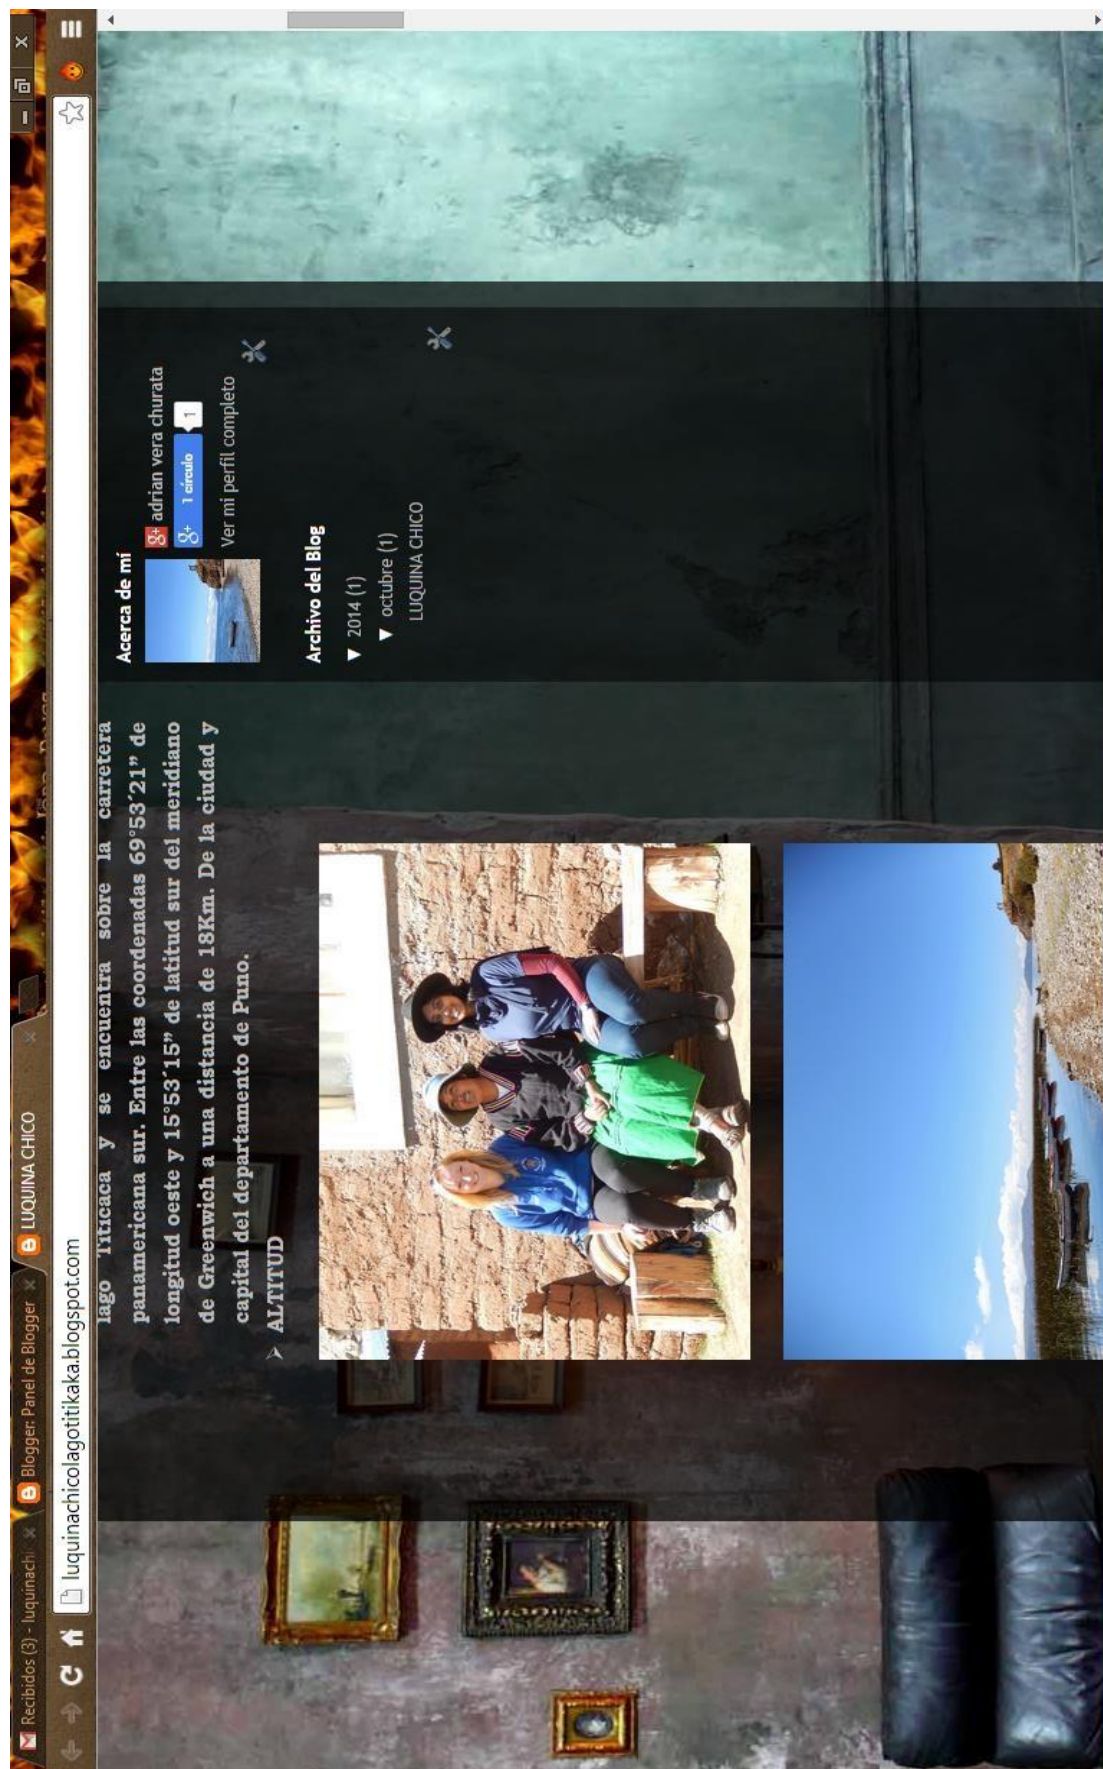 Recibidos (3) - luquinachi
Blogger: Panel de Blogger
LUQUINA CHICO
luquinachicolagotitikaka.blogspot.com
lago Titicaca y se encuentra sobre la carretera
panamericana sur. Entre las coordenadas 69°53´21” de
longitud oeste y 15°53´15” de latitud sur del meridiano
de Greenwich a una distancia de 18Km. De la ciudad y
capital del departamento de Puno.
➢ ALTITUD
Acerca de mí
g+ adrian vera churata
g+ 1 círculo 1
Ver mi perfil completo
Archivo del Blog
▼ 2014 (1)
▼ octubre (1)
LUQUINA CHICO